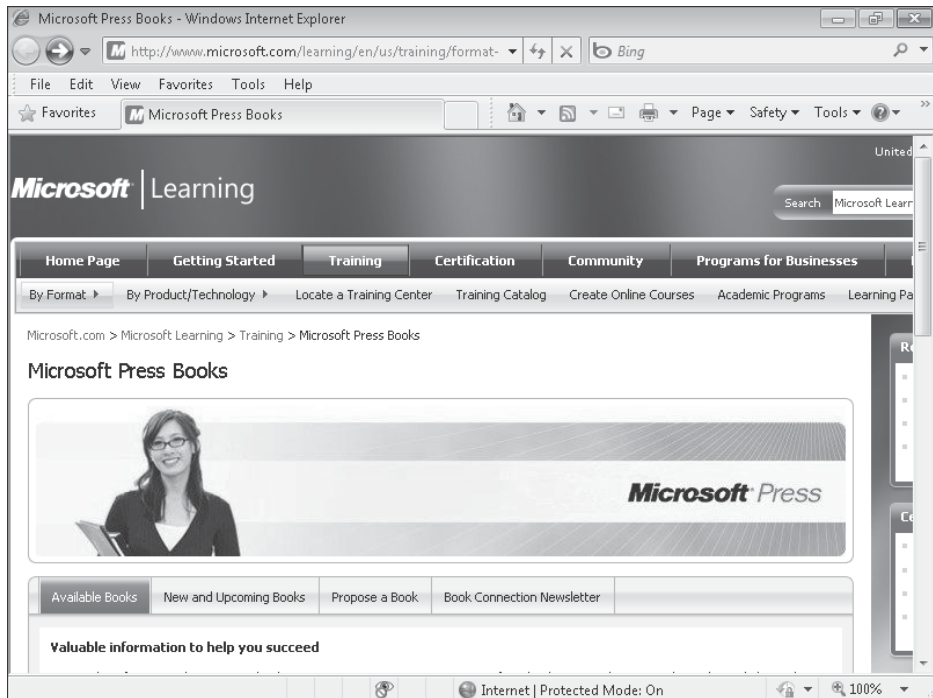 Microsoft Press Books - Windows Internet Explorer
http://www.microsoft.com/learning/en/us/training/format-
Bing
File Edit View Favorites Tools Help
Favorites
Microsoft Press Books
Page Safety Tools
United
Microsoft Learning
Search Microsoft Learr
Home Page Getting Started Training Certification Community Programs for Businesses
By Format By Product/Technology Locate a Training Center Training Catalog Create Online Courses Academic Programs Learning Pa
Microsoft.com > Microsoft Learning > Training > Microsoft Press Books
Re
Microsoft Press Books
Microsoft Press
Ce
Available Books New and Upcoming Books Propose a Book Book Connection Newsletter
Valuable information to help you succeed
Internet | Protected Mode: On
100%